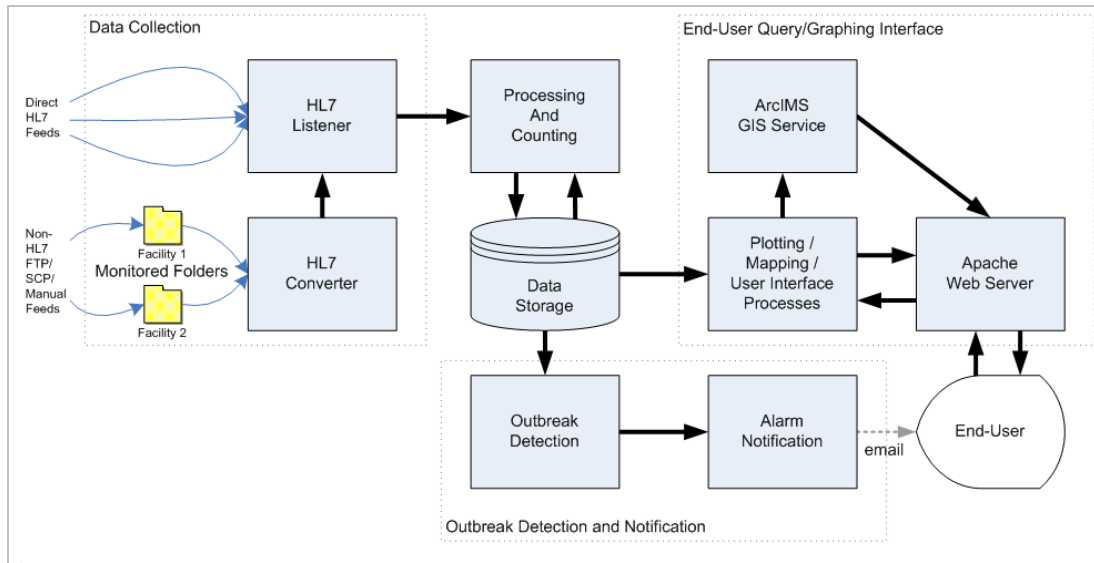 Data Collection
Direct
HL7
Feeds
HL7
Listener
Non-
HL7
FTP/
SCP/
Manual
Feeds
Facility 1
Monitored Folders
Facility 2
HL7
Converter
Processing
And
Counting
Data
Storage
End-User Query/Graphing Interface
ArcIMS
GIS Service
Plotting /
Mapping /
User Interface
Processes
Apache
Web Server
Outbreak
Detection
Alarm
Notification
email
End-User
Outbreak Detection and Notification